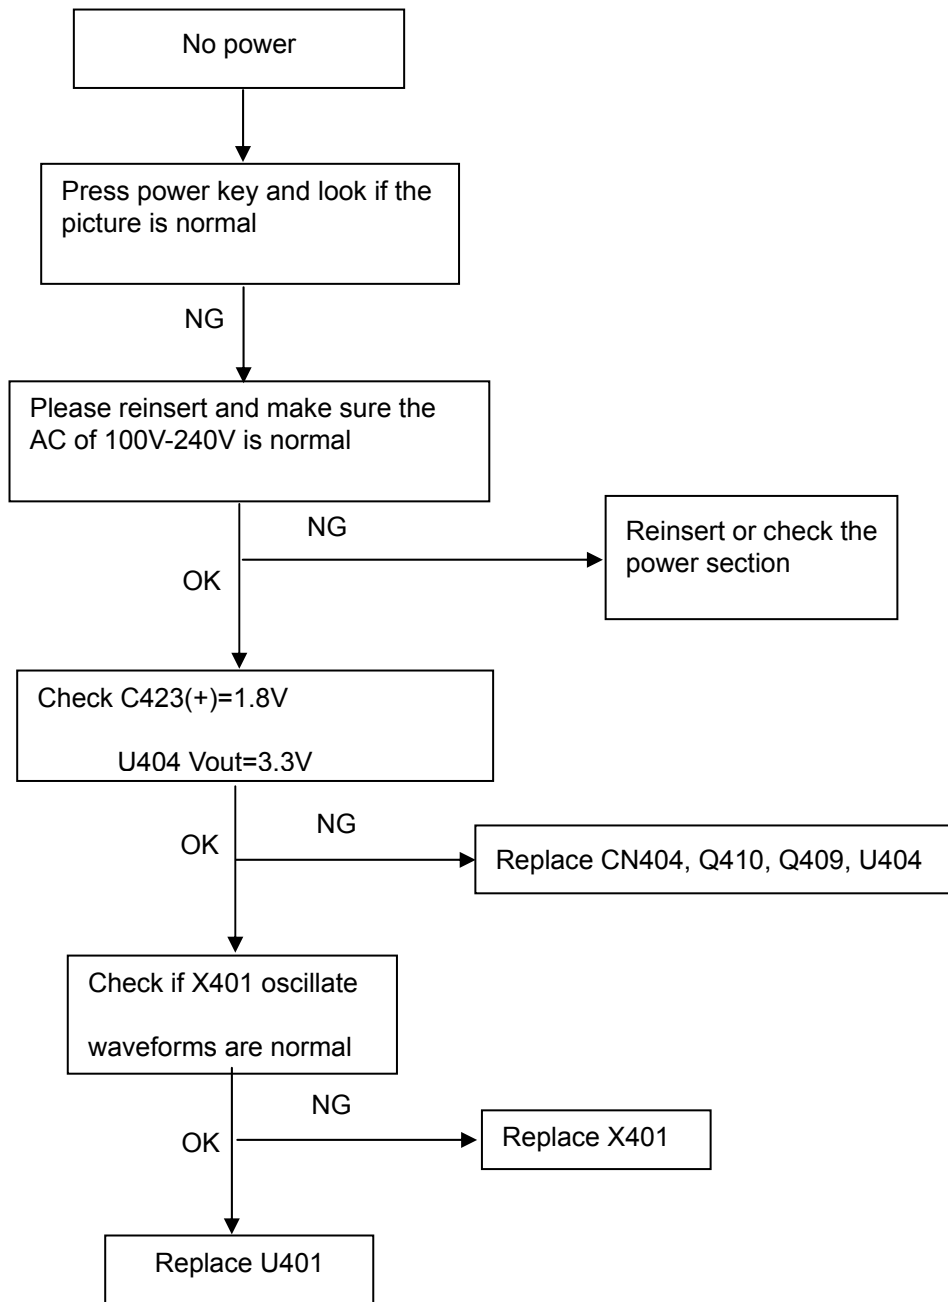 No power
Press power key and look if the
picture is normal
NG
Please reinsert and make sure the
AC of 100V-240V is normal
NG
Reinsert or check the
power section
OK
Check C423(+)=1.8V
U404 Vout=3.3V
NG
OK
Replace CN404, Q410, Q409, U404
Check if X401 oscillate
waveforms are normal
NG
OK
Replace X401
Replace U401